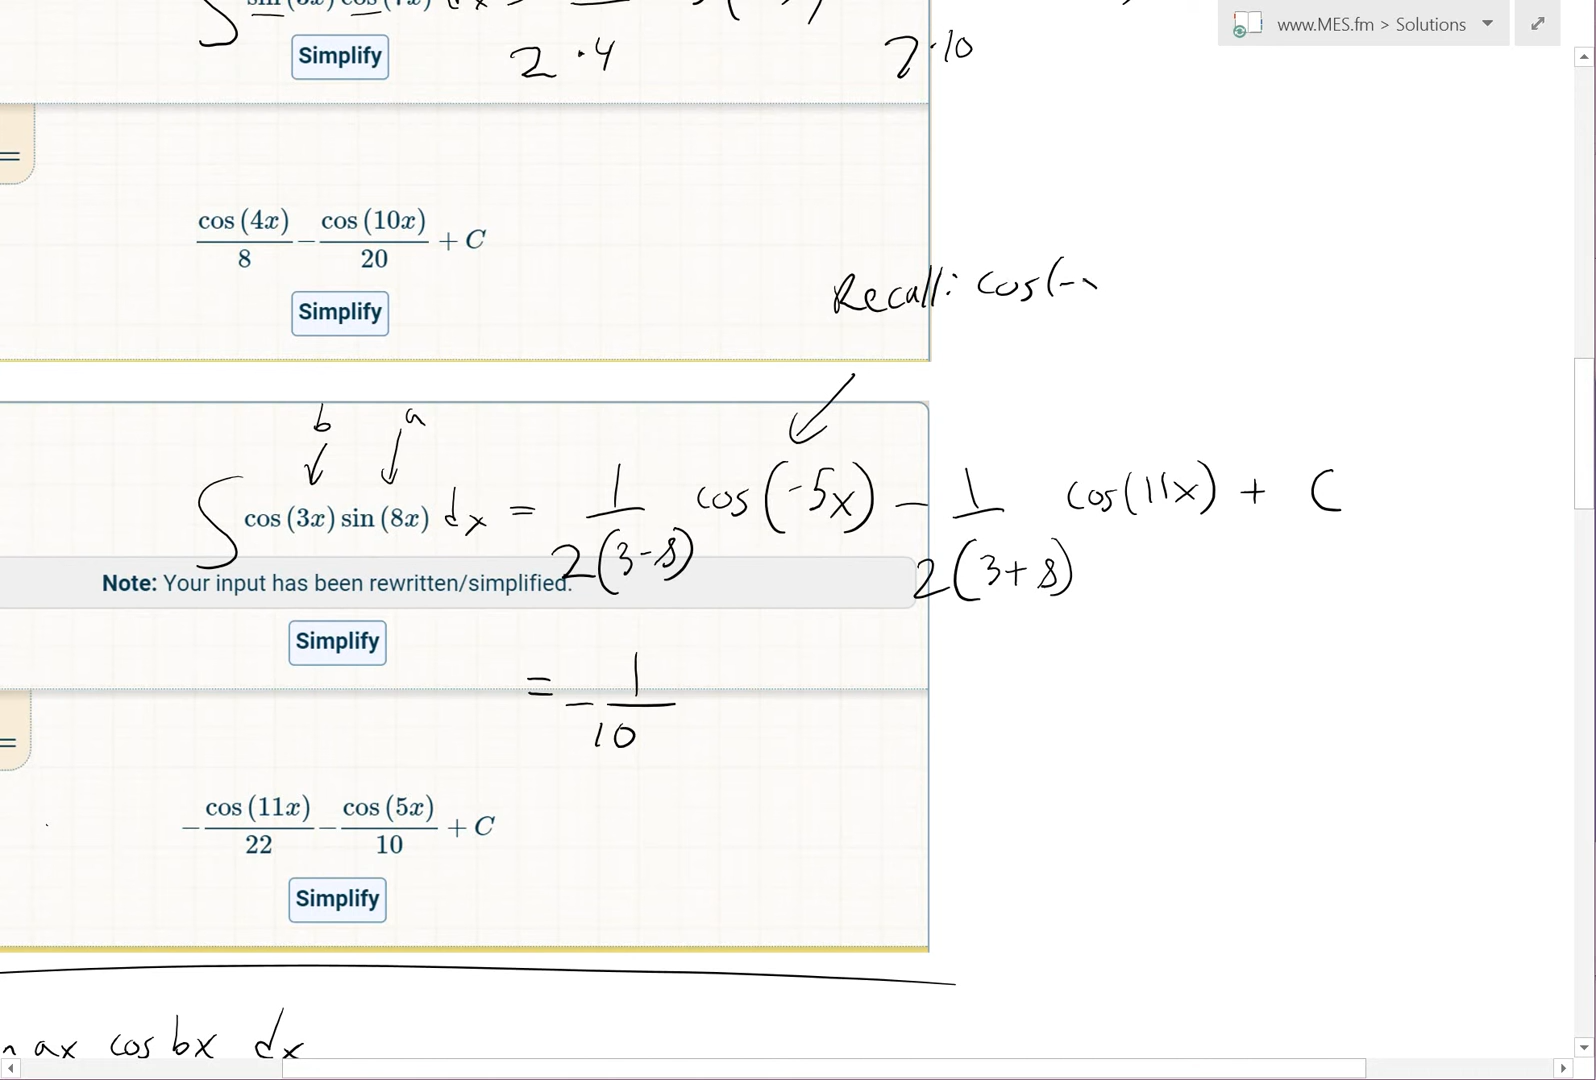 www.MES.fm > Solutions
Simplify
2 · 4
2·10
=
cos (4x)/8 − cos (10x)/20 + C
Recall: cos(-x
Simplify
b a
∫ cos (3x) sin (8x) dx = 1/2(3-8) cos(-5x) - 1/2(3+8) cos(11x) + C
Note: Your input has been rewritten/simplified.
Simplify
= - 1/10
=
− cos (11x)/22 − cos (5x)/10 + C
Simplify
ax cos bx dx